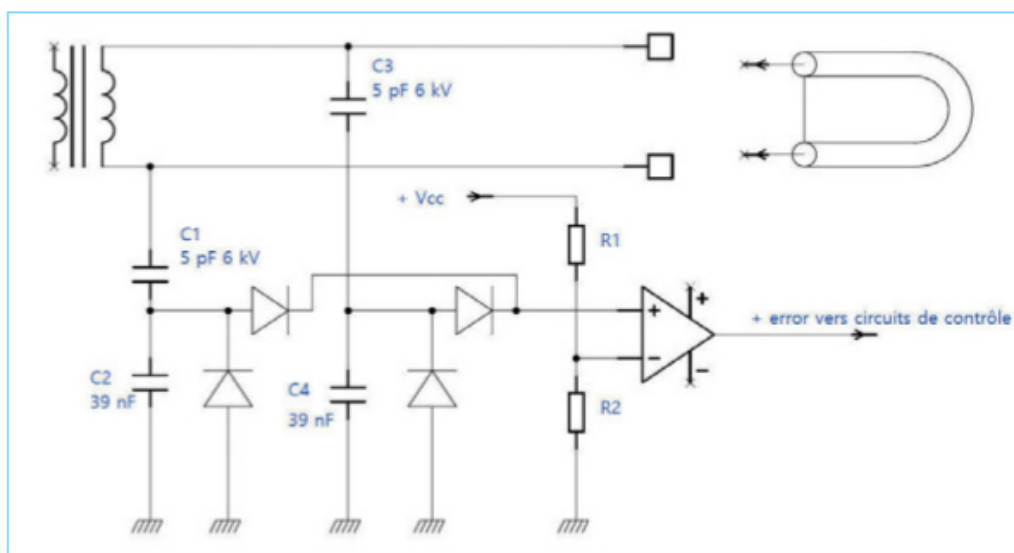 C3
5 pF 6 kV
+ Vcc
C1
5 pF 6 kV
R1
+
+
+ error vers circuits de contrôle
−
−
C2
39 nF
C4
39 nF
R2